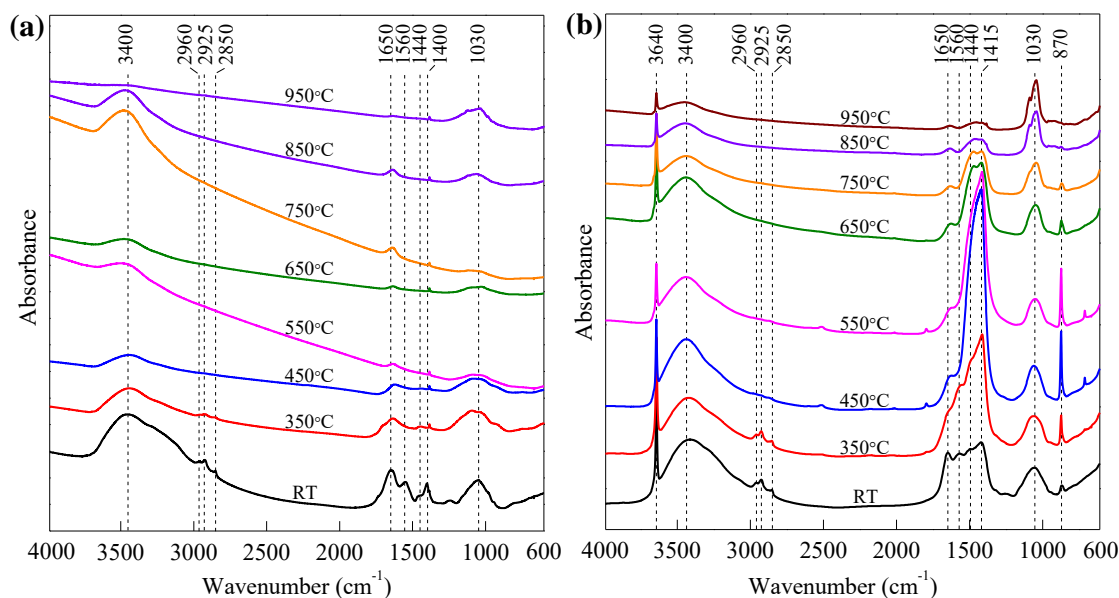 (a)
3400
2960
2925
2850
1650
1560
1440
1400
1030
950°C
850°C
750°C
650°C
550°C
450°C
350°C
RT
Absorbance
4000 3500 3000 2500 2000 1500 1000 600
Wavenumber (cm-1)
(b)
3640
3400
2960
2925
2850
1650
1560
1440
1415
1030
870
950°C
850°C
750°C
650°C
550°C
450°C
350°C
RT
Absorbance
4000 3500 3000 2500 2000 1500 1000 600
Wavenumber (cm-1)